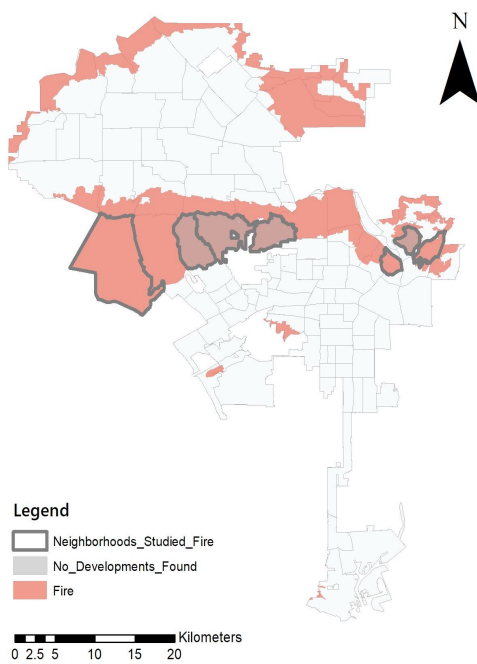 N
Legend
Neighborhoods_Studied_Fire
No_Developments_Found
Fire
Kilometers
0 2.5 5 10 15 20